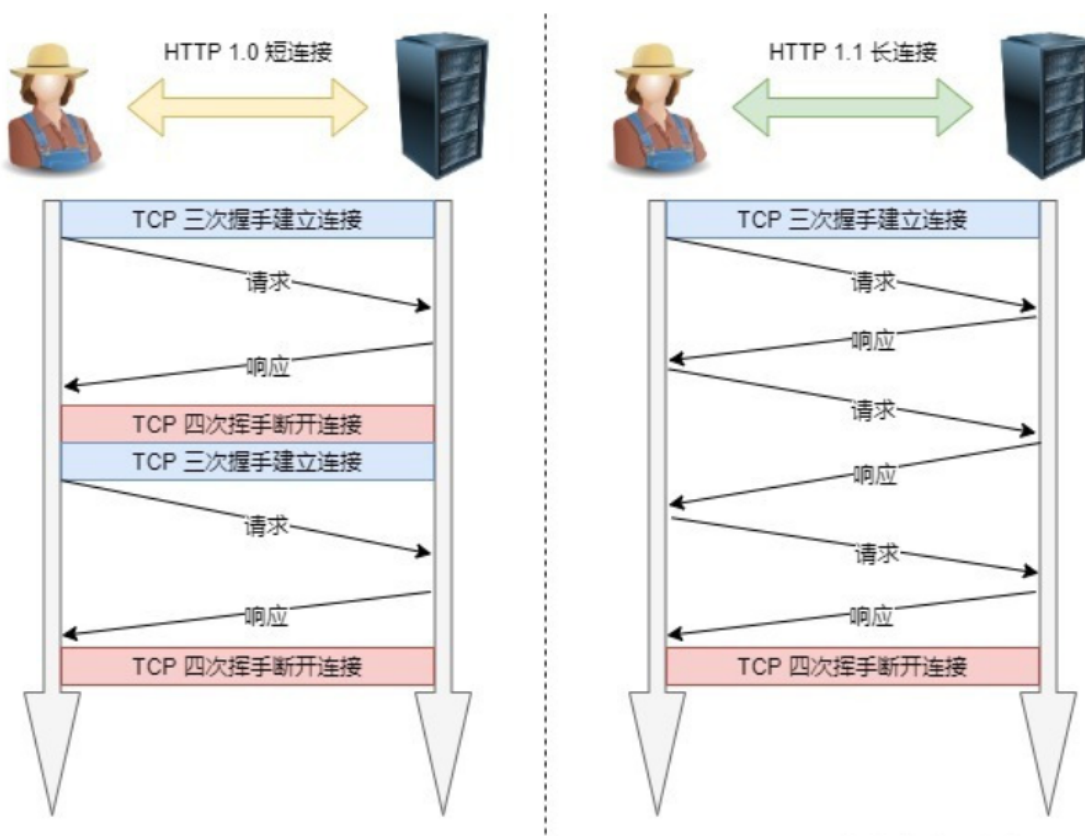 HTTP 1.0 短连接
TCP 三次握手建立连接
请求
响应
TCP 四次挥手断开连接
TCP 三次握手建立连接
请求
响应
TCP 四次挥手断开连接
HTTP 1.1 长连接
TCP 三次握手建立连接
请求
响应
请求
响应
请求
响应
TCP 四次挥手断开连接